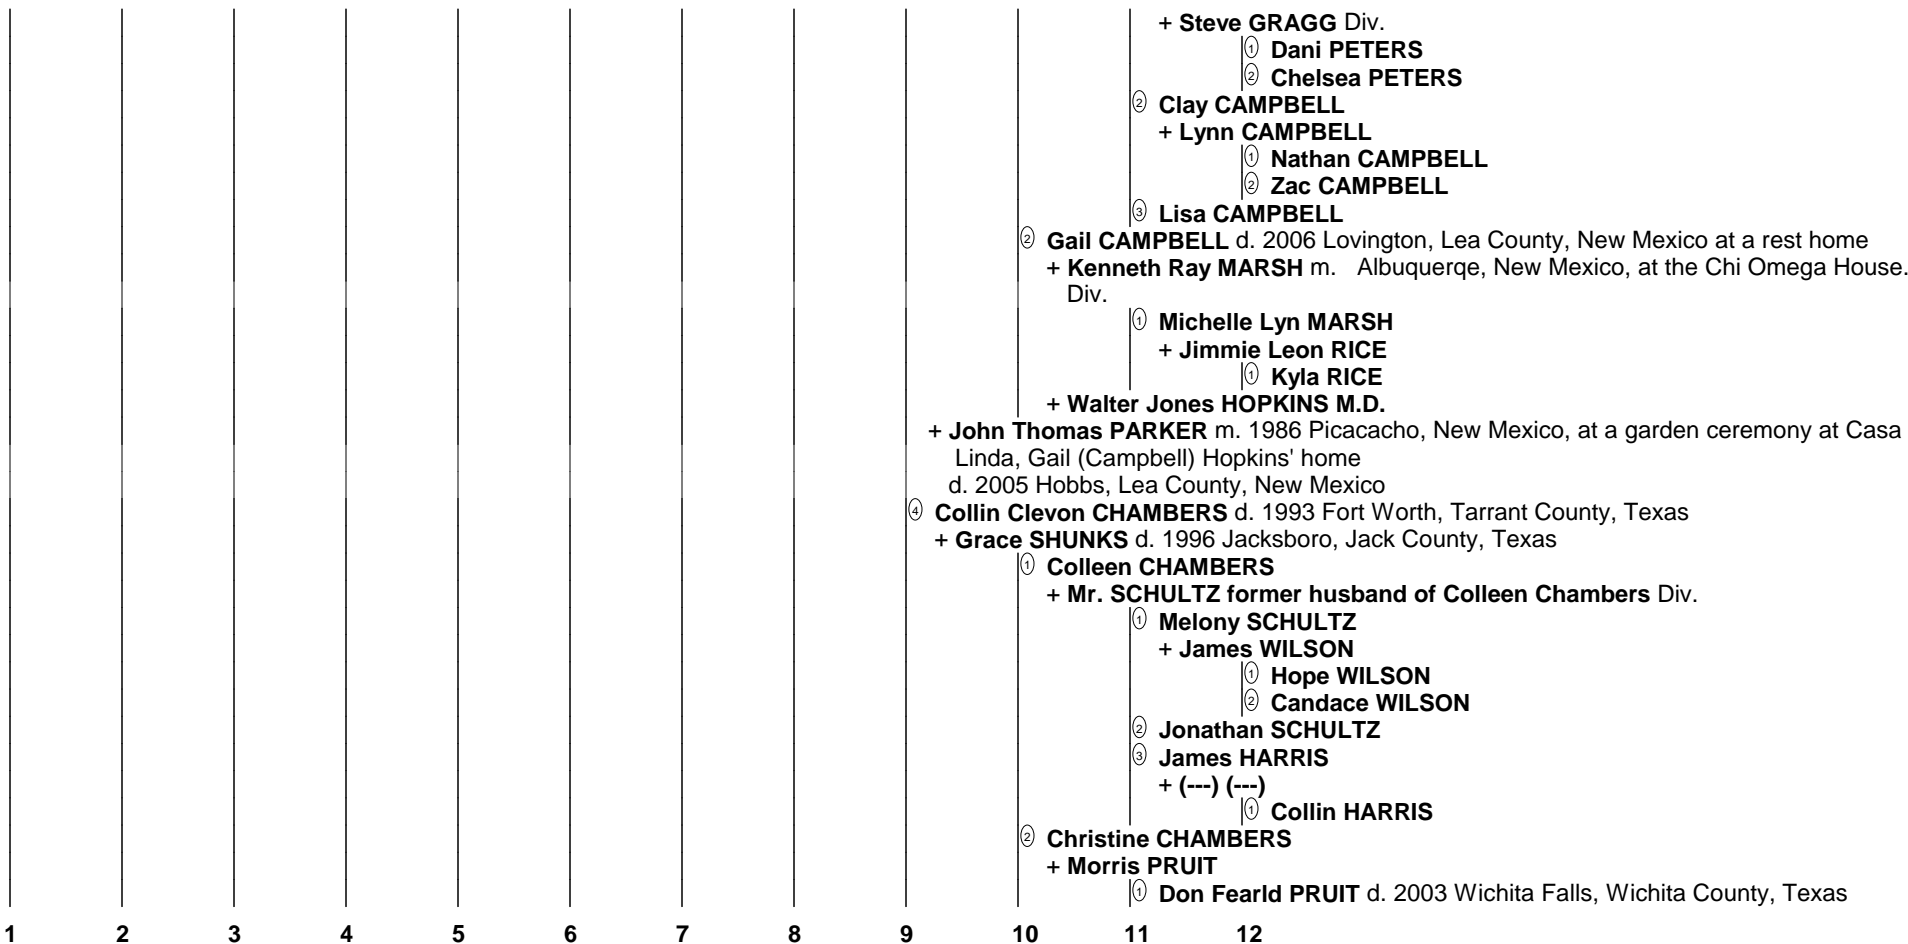 + Steve GRAGG Div.
① Dani PETERS
② Chelsea PETERS
② Clay CAMPBELL
+ Lynn CAMPBELL
① Nathan CAMPBELL
② Zac CAMPBELL
③ Lisa CAMPBELL
② Gail CAMPBELL d. 2006 Lovington, Lea County, New Mexico at a rest home
+ Kenneth Ray MARSH m. Albuquerqe, New Mexico, at the Chi Omega House.
Div.
① Michelle Lyn MARSH
+ Jimmie Leon RICE
① Kyla RICE
+ Walter Jones HOPKINS M.D.
+ John Thomas PARKER m. 1986 Picacacho, New Mexico, at a garden ceremony at Casa
Linda, Gail (Campbell) Hopkins' home
d. 2005 Hobbs, Lea County, New Mexico
④ Collin Clevon CHAMBERS d. 1993 Fort Worth, Tarrant County, Texas
+ Grace SHUNKS d. 1996 Jacksboro, Jack County, Texas
① Colleen CHAMBERS
+ Mr. SCHULTZ former husband of Colleen Chambers Div.
① Melony SCHULTZ
+ James WILSON
① Hope WILSON
② Candace WILSON
② Jonathan SCHULTZ
③ James HARRIS
+ (---) (---)
① Collin HARRIS
② Christine CHAMBERS
+ Morris PRUIT
① Don Fearld PRUIT d. 2003 Wichita Falls, Wichita County, Texas
1 2 3 4 5 6 7 8 9 10 11 12